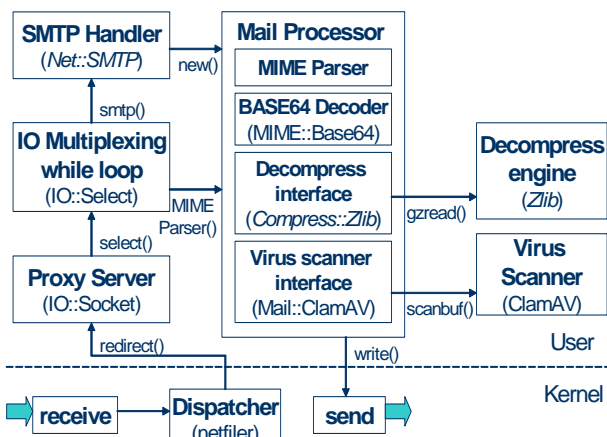 SMTP Handler
(Net::SMTP)
new()
smtp()
IO Multiplexing
while loop
(IO::Select)
MIME
Parser()
select()
Proxy Server
(IO::Socket)
redirect()
Mail Processor
MIME Parser
BASE64 Decoder
(MIME::Base64)
Decompress
interface
(Compress::Zlib)
gzread()
Decompress
engine
(Zlib)
Virus scanner
interface
(Mail::ClamAV)
scanbuf()
Virus
Scanner
(ClamAV)
write()
User
Kernel
receive
Dispatcher
(netfiler)
send